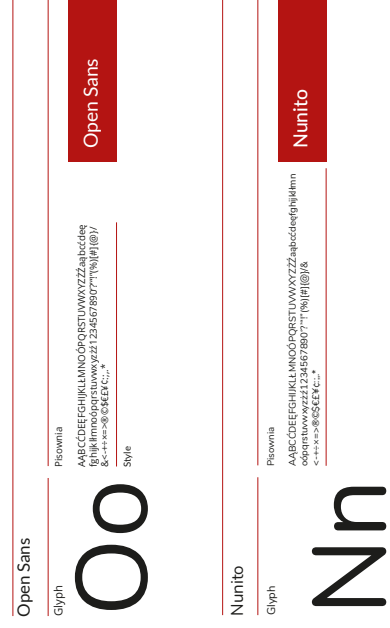 Open Sans
Glyph
Oo
Pisownia
AĄBCĆDEĘFGHIJKLŁMNOÓPQRSTUVWXYZŹŻaąbcćdeę
fghijklłmnoópqrstuvwxyzźż1234567890'?'"!"(%)[#]{@}/
&<-+÷×=>®©$€£¥¢:;,.*
Style
Open Sans
Nunito
Glyph
Nn
Pisownia
AĄBCĆDEĘFGHIJKLŁMNOÓPQRSTUVWXYZŹŻaąbcćdeęfghijklłmn
oópqrstuvwxyzźż1234567890'?'"!"(%)[#]{@}/&
<-+÷×=>®©$€£¥¢:;,.*
Nunito